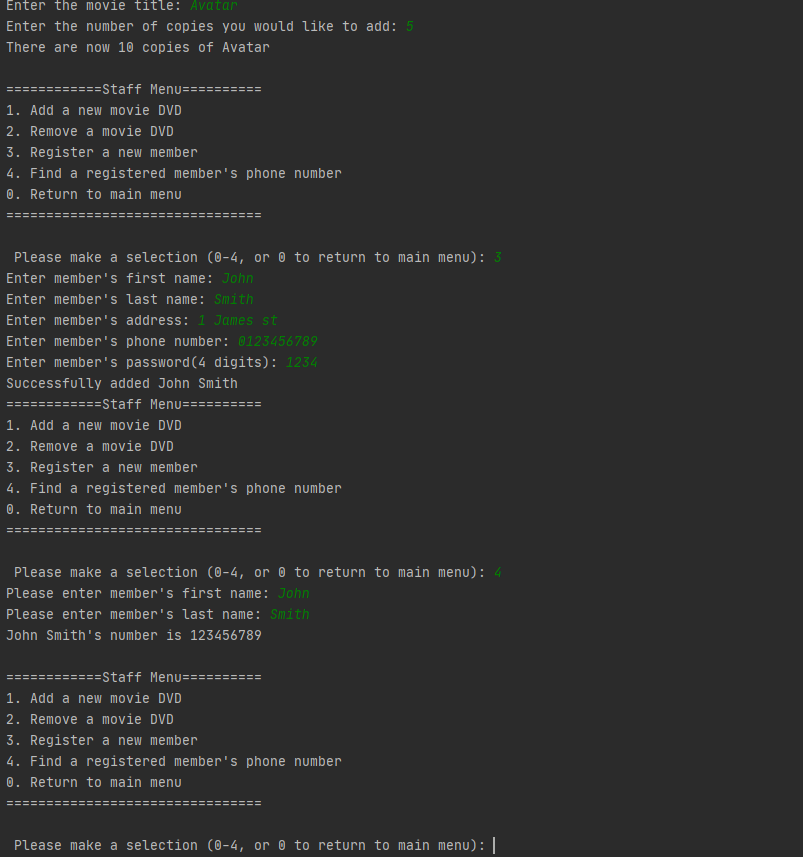 Enter the movie title: Avatar
Enter the number of copies you would like to add: 5
There are now 10 copies of Avatar
============Staff Menu==========
1. Add a new movie DVD
2. Remove a movie DVD
3. Register a new member
4. Find a registered member's phone number
0. Return to main menu
================================
Please make a selection (0-4, or 0 to return to main menu): 3
Enter member's first name: John
Enter member's last name: Smith
Enter member's address: 1 James st
Enter member's phone number: 0123456789
Enter member's password(4 digits): 1234
Successfully added John Smith
============Staff Menu==========
1. Add a new movie DVD
2. Remove a movie DVD
3. Register a new member
4. Find a registered member's phone number
0. Return to main menu
================================
Please make a selection (0-4, or 0 to return to main menu): 4
Please enter member's first name: John
Please enter member's last name: Smith
John Smith's number is 123456789
============Staff Menu==========
1. Add a new movie DVD
2. Remove a movie DVD
3. Register a new member
4. Find a registered member's phone number
0. Return to main menu
================================
Please make a selection (0-4, or 0 to return to main menu):